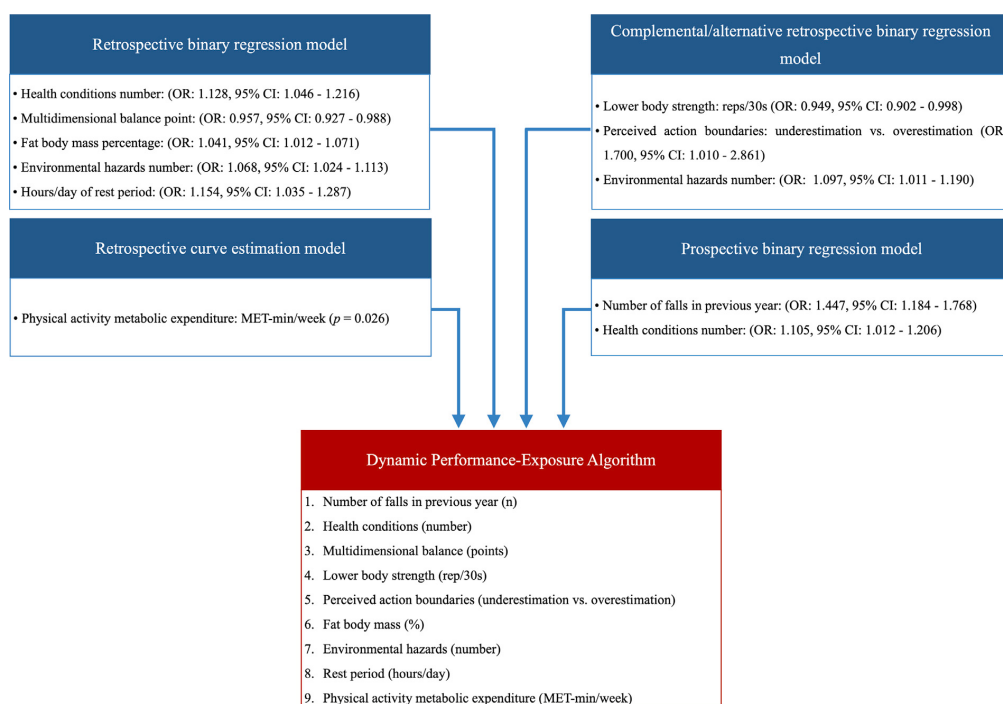 Retrospective binary regression model
• Health conditions number: (OR: 1.128, 95% CI: 1.046 - 1.216)
• Multidimensional balance point: (OR: 0.957, 95% CI: 0.927 - 0.988)
• Fat body mass percentage: (OR: 1.041, 95% CI: 1.012 - 1.071)
• Environmental hazards number: (OR: 1.068, 95% CI: 1.024 - 1.113)
• Hours/day of rest period: (OR: 1.154, 95% CI: 1.035 - 1.287)
Complemental/alternative retrospective binary regression
model
• Lower body strength: reps/30s (OR: 0.949, 95% CI: 0.902 - 0.998)
• Perceived action boundaries: underestimation vs. overestimation (OR
1.700, 95% CI: 1.010 - 2.861)
• Environmental hazards number: (OR: 1.097, 95% CI: 1.011 - 1.190)
Retrospective curve estimation model
• Physical activity metabolic expenditure: MET-min/week (p = 0.026)
Prospective binary regression model
• Number of falls in previous year: (OR: 1.447, 95% CI: 1.184 - 1.768)
• Health conditions number: (OR: 1.105, 95% CI: 1.012 - 1.206)
Dynamic Performance-Exposure Algorithm
1. Number of falls in previous year (n)
2. Health conditions (number)
3. Multidimensional balance (points)
4. Lower body strength (rep/30s)
5. Perceived action boundaries (underestimation vs. overestimation)
6. Fat body mass (%)
7. Environmental hazards (number)
8. Rest period (hours/day)
9. Physical activity metabolic expenditure (MET-min/week)